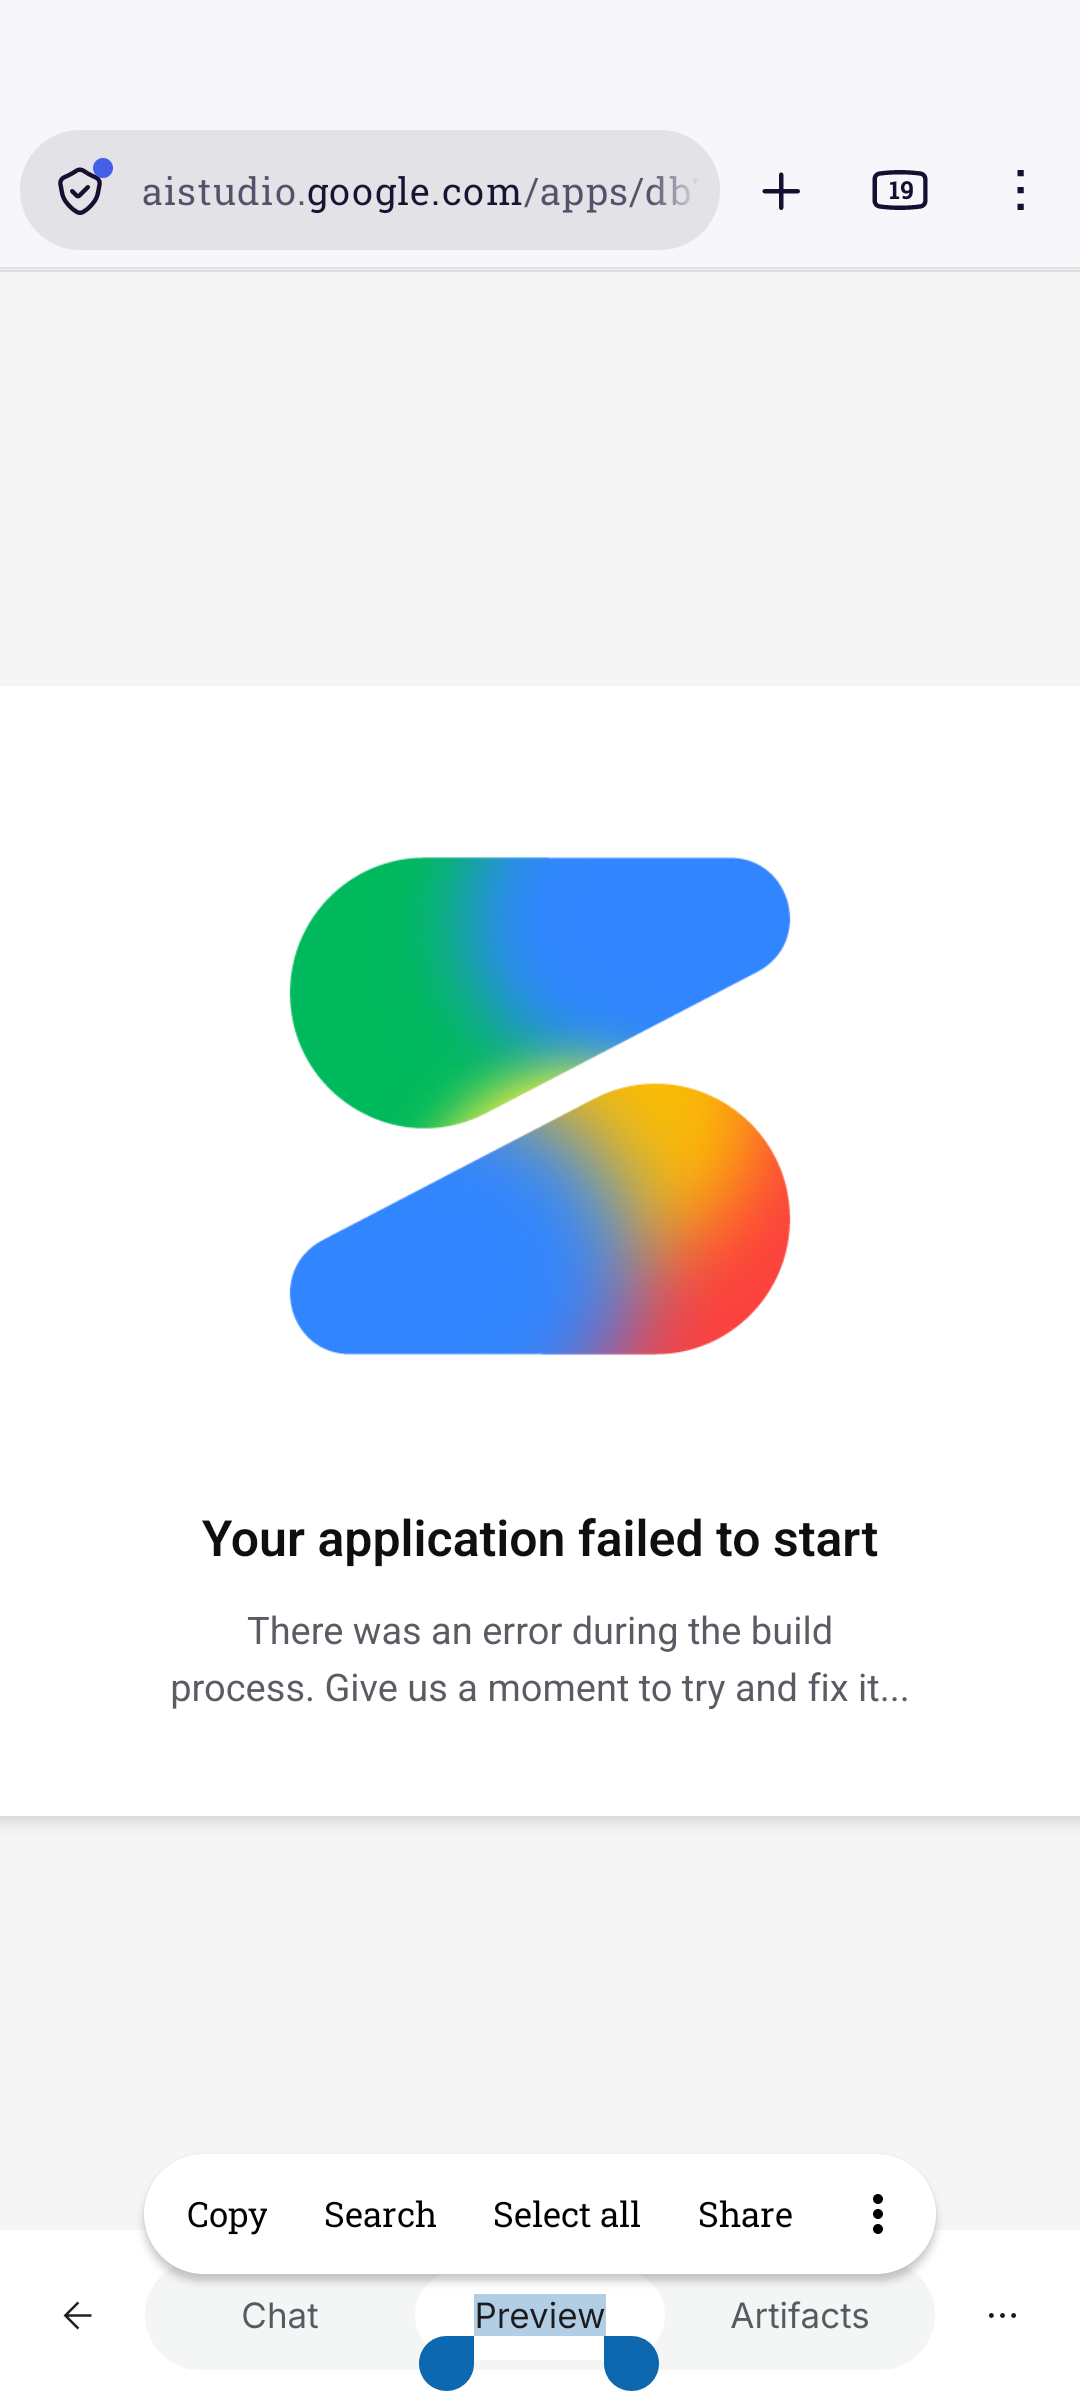 aistudio.google.com/apps/db
19
Your application failed to start
There was an error during the build
process. Give us a moment to try and fix it...
Copy Search Select all Share
Chat Preview Artifacts